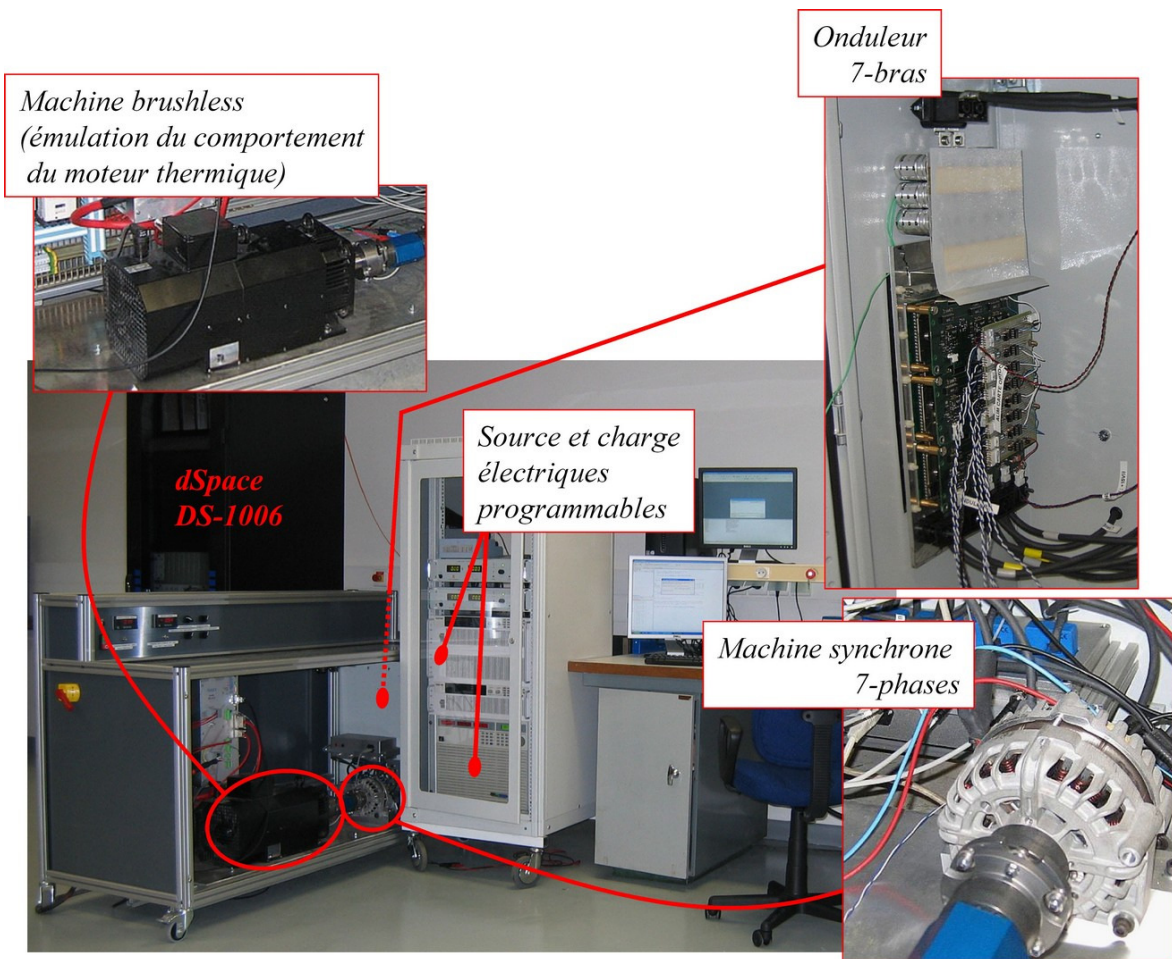 Onduleur
7-bras
Machine brushless
(émulation du comportement
du moteur thermique)
Source et charge
électriques
programmables
dSpace
DS-1006
Machine synchrone
7-phases